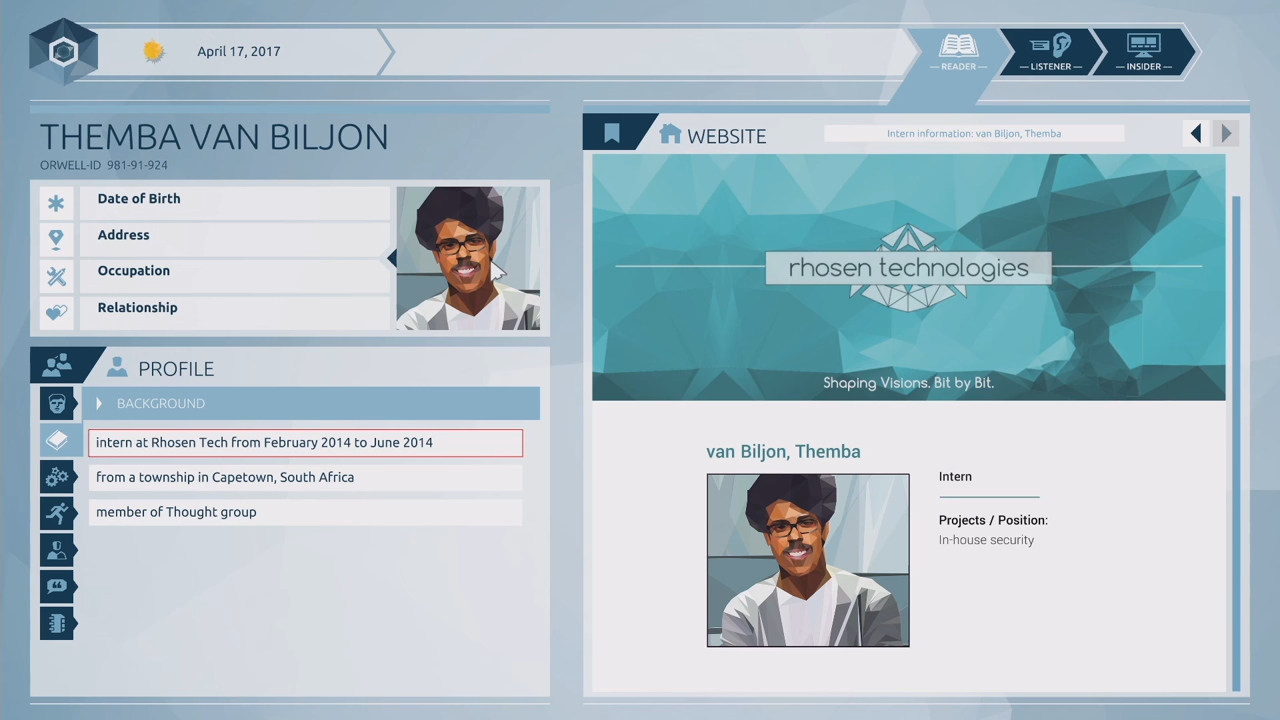 April 17, 2017
READER
LISTENER
INSIDER
THEMBA VAN BILJON
ORWELL-ID 981-91-924
Date of Birth
Address
Occupation
Relationship
PROFILE
BACKGROUND
intern at Rhosen Tech from February 2014 to June 2014
from a township in Capetown, South Africa
member of Thought group
WEBSITE
Intern information: van Biljon, Themba
rhosen technologies
Shaping Visions. Bit by Bit.
van Biljon, Themba
Intern
Projects / Position:
In-house security